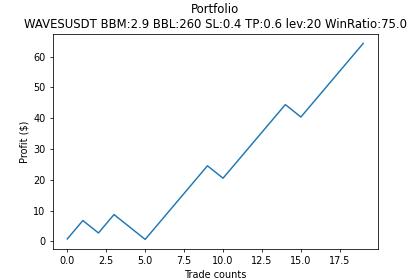 Portfolio
WAVESUSDT BBM:2.9 BBL:260 SL:0.4 TP:0.6 lev:20 WinRatio:75.0
60
50
40
30
20
10
0
Profit ($)
0.0 2.5 5.0 7.5 10.0 12.5 15.0 17.5
Trade counts